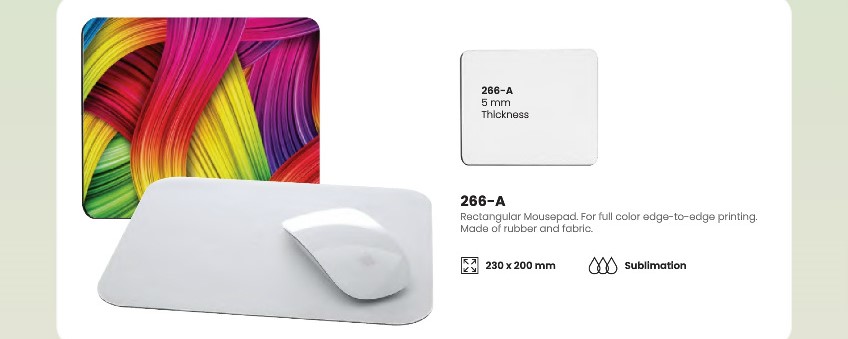 266-A
5 mm
Thickness
266-A
Rectangular Mousepad. For full color edge-to-edge printing.
Made of rubber and fabric.
230 x 200 mm
Sublimation